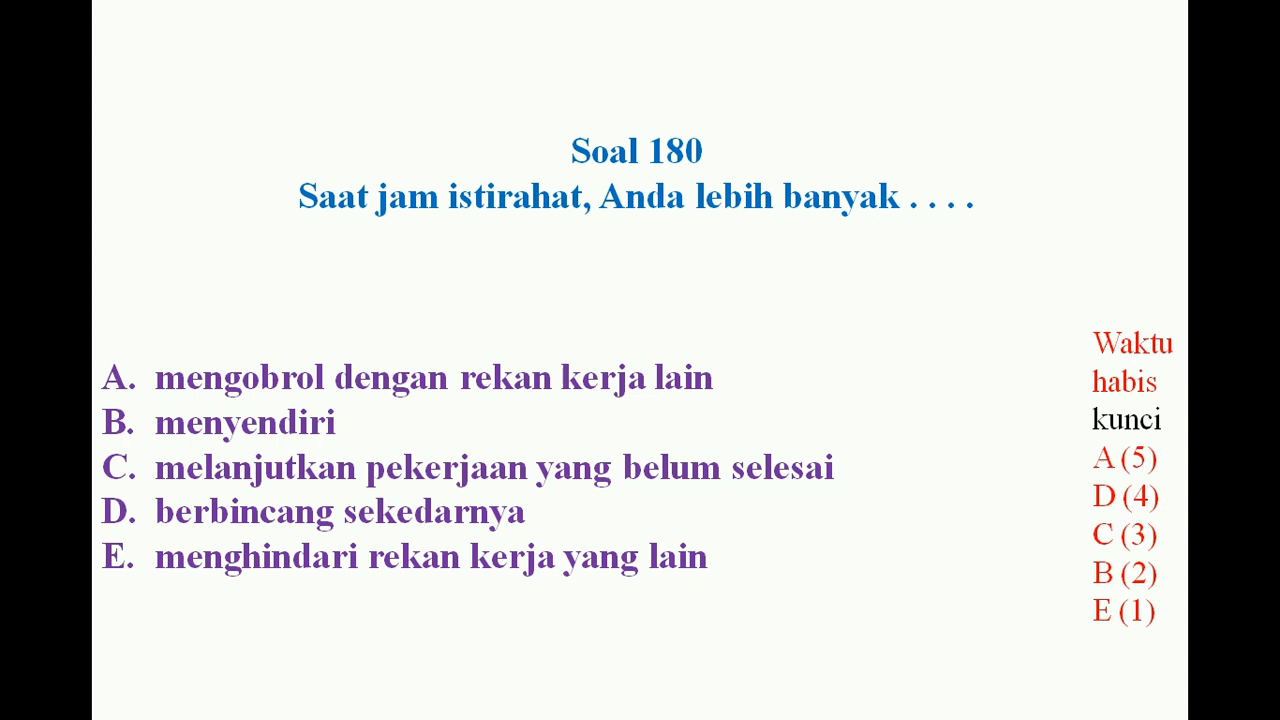 Soal 180
Saat jam istirahat, Anda lebih banyak . . . .
A. mengobrol dengan rekan kerja lain
B. menyendiri
C. melanjutkan pekerjaan yang belum selesai
D. berbincang sekedarnya
E. menghindari rekan kerja yang lain
Waktu
habis
kunci
A (5)
D (4)
C (3)
B (2)
E (1)